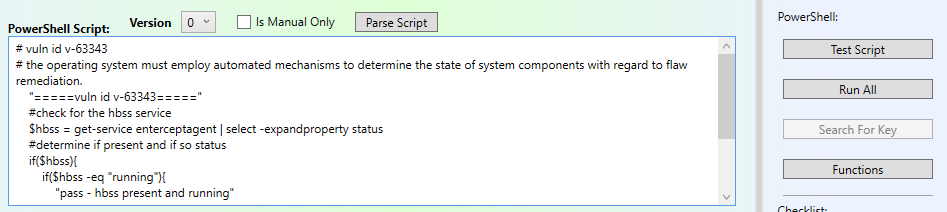 PowerShell Script:
Version 0
Is Manual Only
Parse Script
# vuln id v-63343
# the operating system must employ automated mechanisms to determine the state of system components with regard to flaw
remediation.
"=====vuln id v-63343====="
#check for the hbss service
$hbss = get-service enterceptagent | select -expandproperty status
#determine if present and if so status
if($hbss){
if($hbss -eq "running"){
"pass - hbss present and running"
PowerShell:
Test Script
Run All
Search For Key
Functions
Checklist: